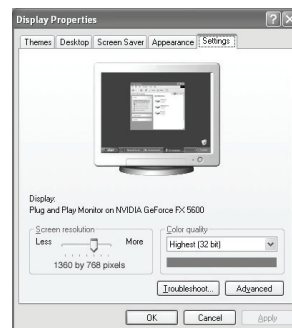 Display Properties
Themes Desktop Screen Saver Appearance Settings
Display:
Plug and Play Monitor on NVIDIA GeForce FX 5600
Screen resolution
Less More
1360 by 768 pixels
Color quality
Highest (32 bit)
Troubleshoot... Advanced
OK Cancel Apply